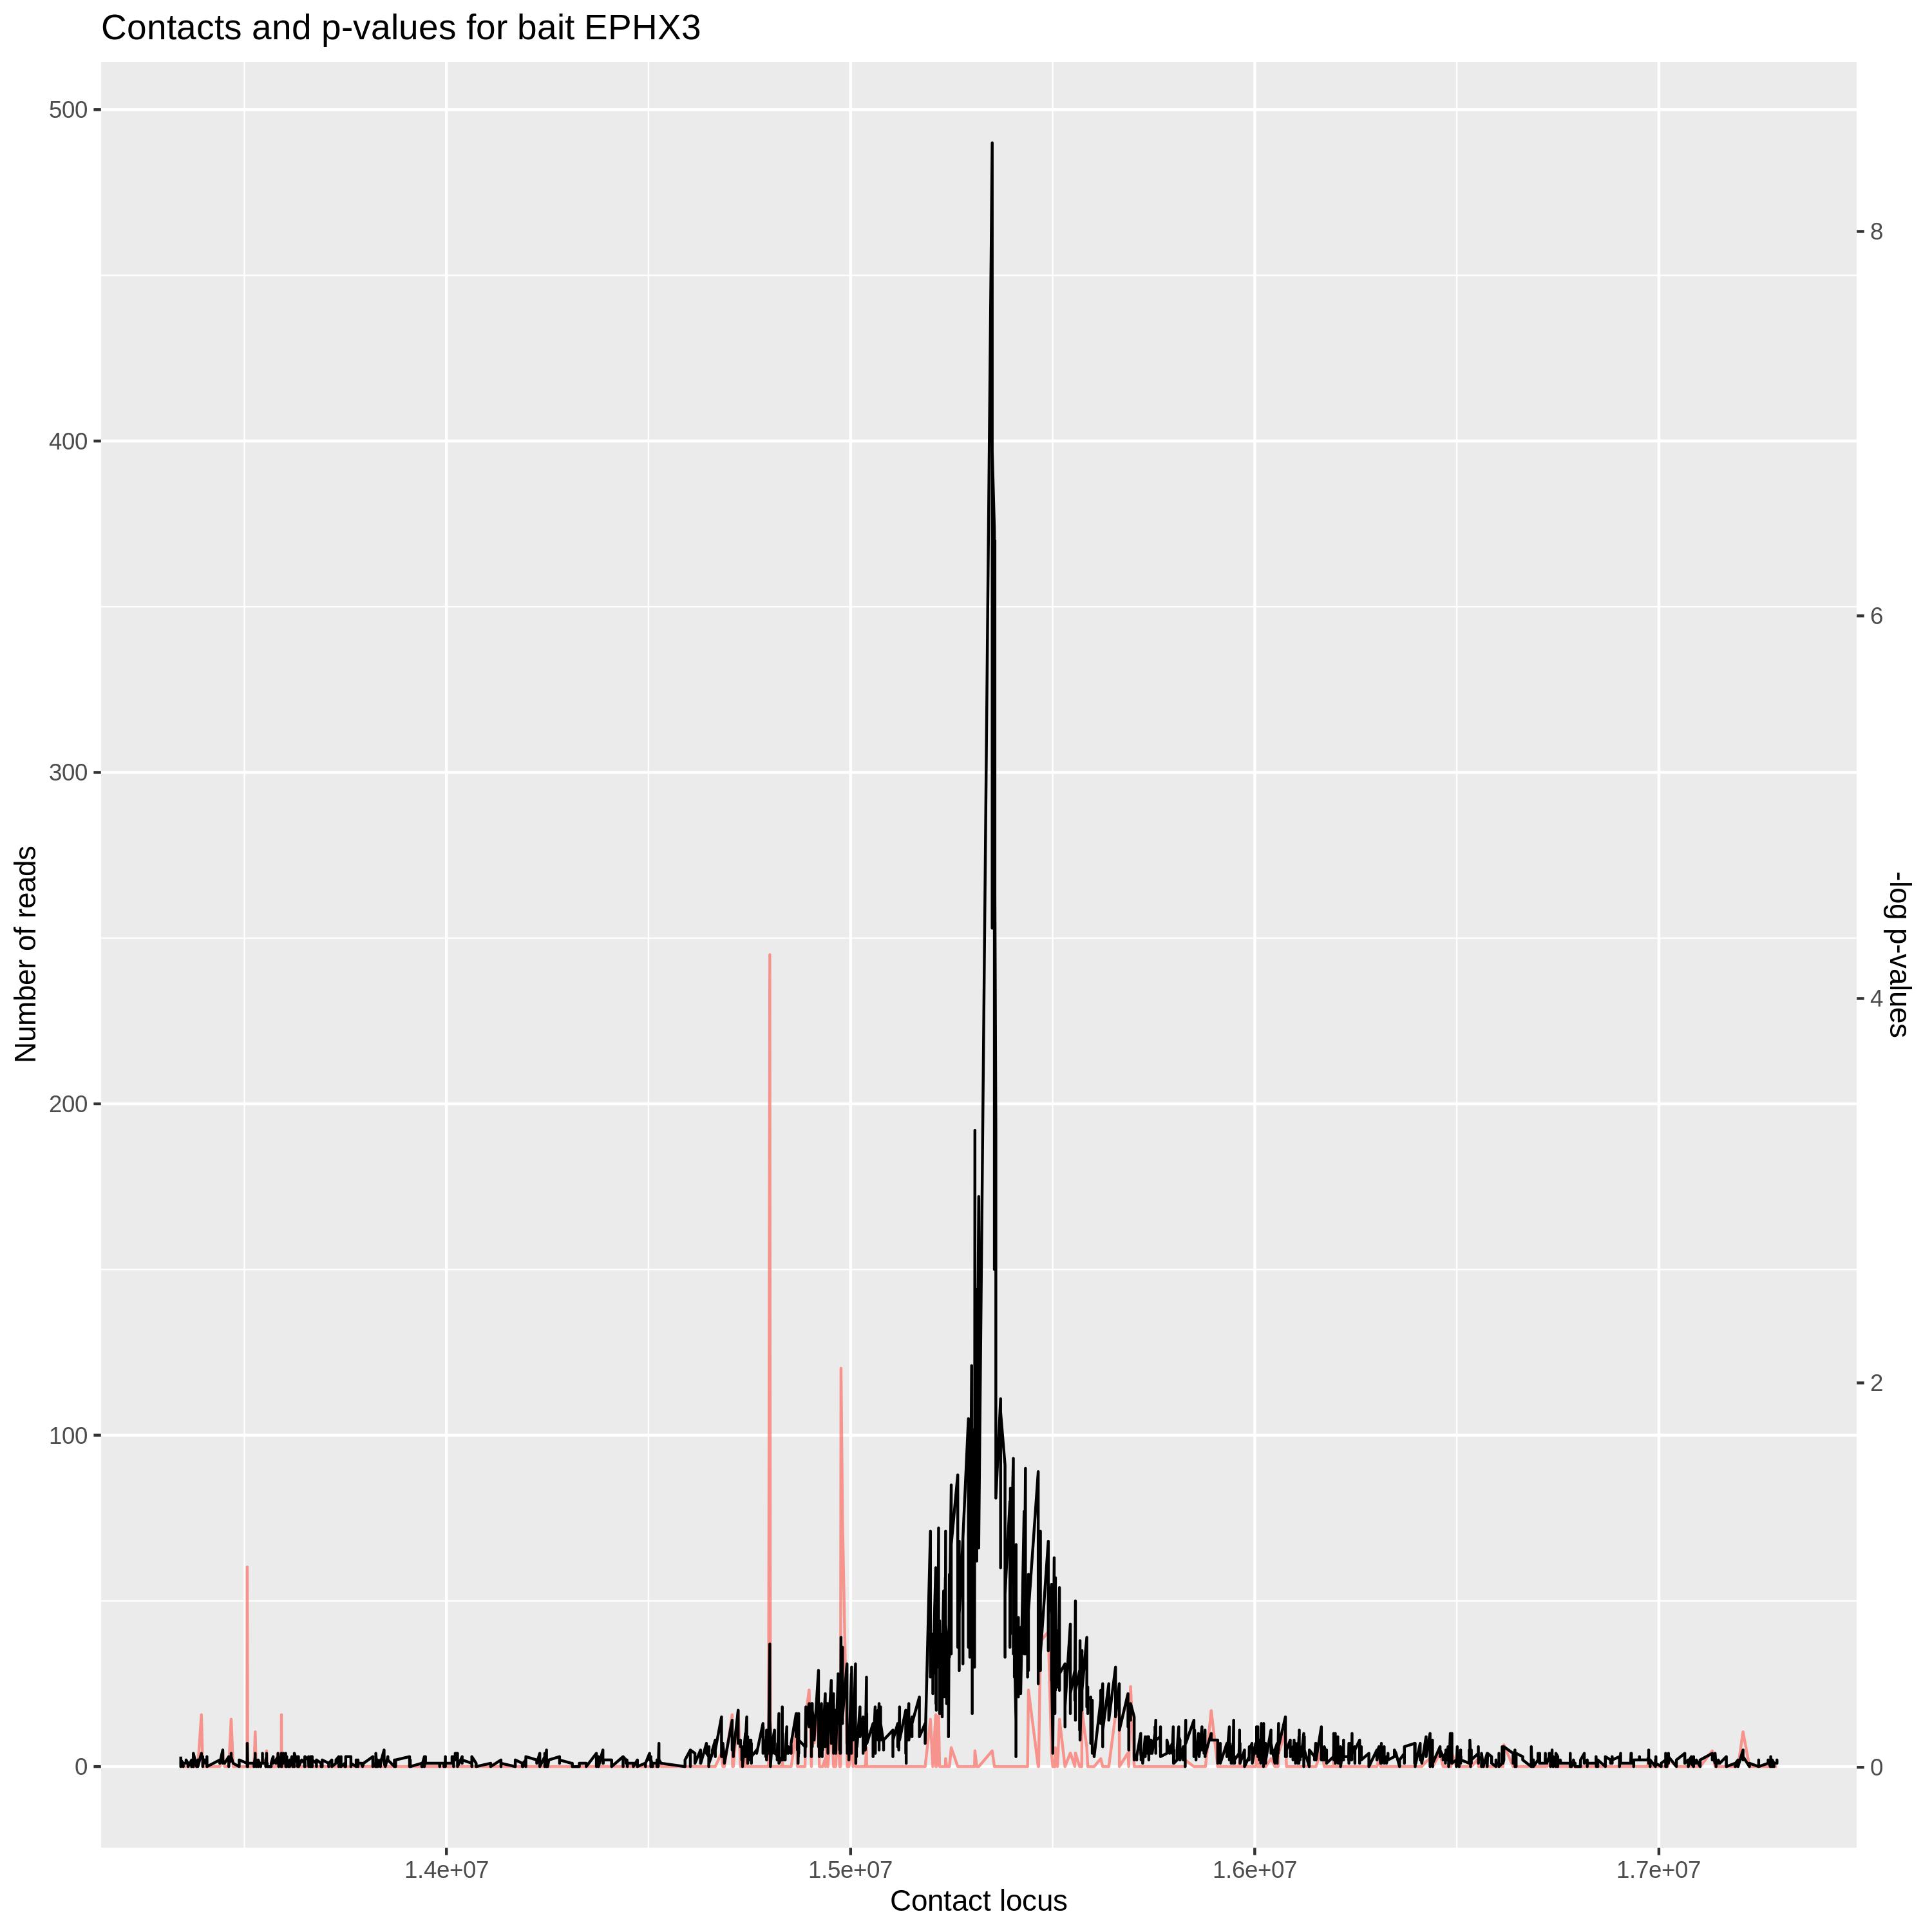 Contacts and p-values for bait EPHX3
500
400
300
200
100
0
Number of reads
8
6
4
2
0
-log p-values
1.4e+07 1.5e+07 1.6e+07 1.7e+07
Contact locus